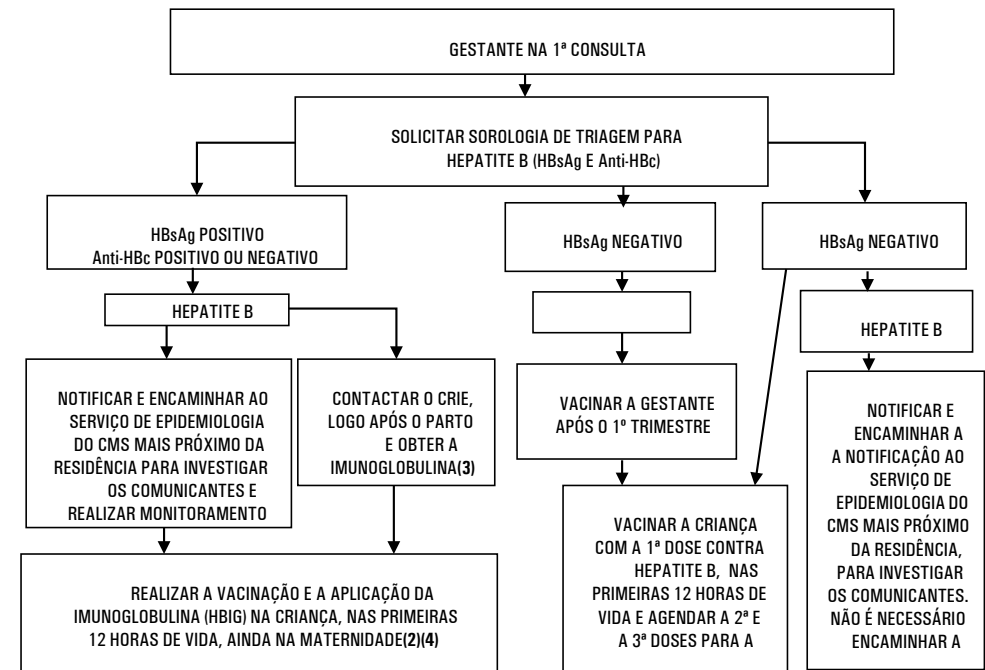 GESTANTE NA 1ª CONSULTA
SOLICITAR SOROLOGIA DE TRIAGEM PARA
HEPATITE B (HBsAg E Anti-HBc)
HBsAg POSITIVO
Anti-HBc POSITIVO OU NEGATIVO
HBsAg NEGATIVO
HBsAg NEGATIVO
HEPATITE B
HEPATITE B
NOTIFICAR E ENCAMINHAR AO
SERVIÇO DE EPIDEMIOLOGIA
DO CMS MAIS PRÓXIMO DA
RESIDÊNCIA PARA INVESTIGAR
OS COMUNICANTES E
REALIZAR MONITORAMENTO
CONTACTAR O CRIE,
LOGO APÓS O PARTO
E OBTER A
IMUNOGLOBULINA(3)
VACINAR A GESTANTE
APÓS O 1º TRIMESTRE
NOTIFICAR E
ENCAMINHAR A
A NOTIFICAÇÂO AO
SERVIÇO DE
EPIDEMIOLOGIA DO
CMS MAIS PRÓXIMO
DA RESIDÊNCIA,
PARA INVESTIGAR
OS COMUNICANTES.
NÃO É NECESSÁRIO
ENCAMINHAR A
REALIZAR A VACINAÇÃO E A APLICAÇÃO DA
IMUNOGLOBULINA (HBIG) NA CRIANÇA, NAS PRIMEIRAS
12 HORAS DE VIDA, AINDA NA MATERNIDADE(2)(4)
VACINAR A CRIANÇA
COM A 1ª DOSE CONTRA
HEPATITE B, NAS
PRIMEIRAS 12 HORAS DE
VIDA E AGENDAR A 2ª E
A 3ª DOSES PARA A